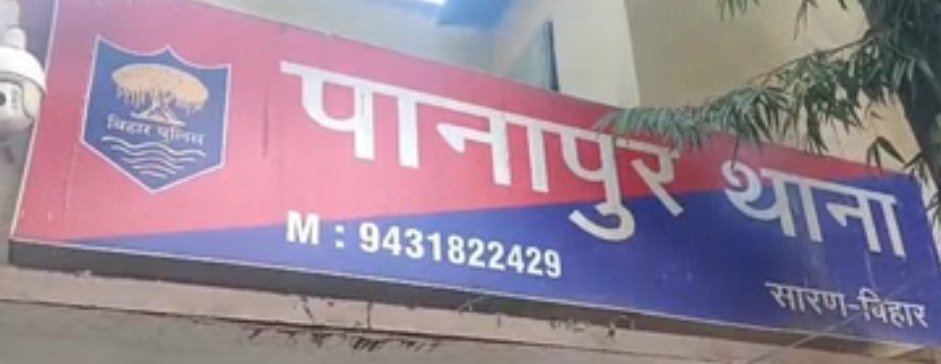 बिहार पुलिस
पानापुर थाना
M : 9431822429
सारण-बिहार